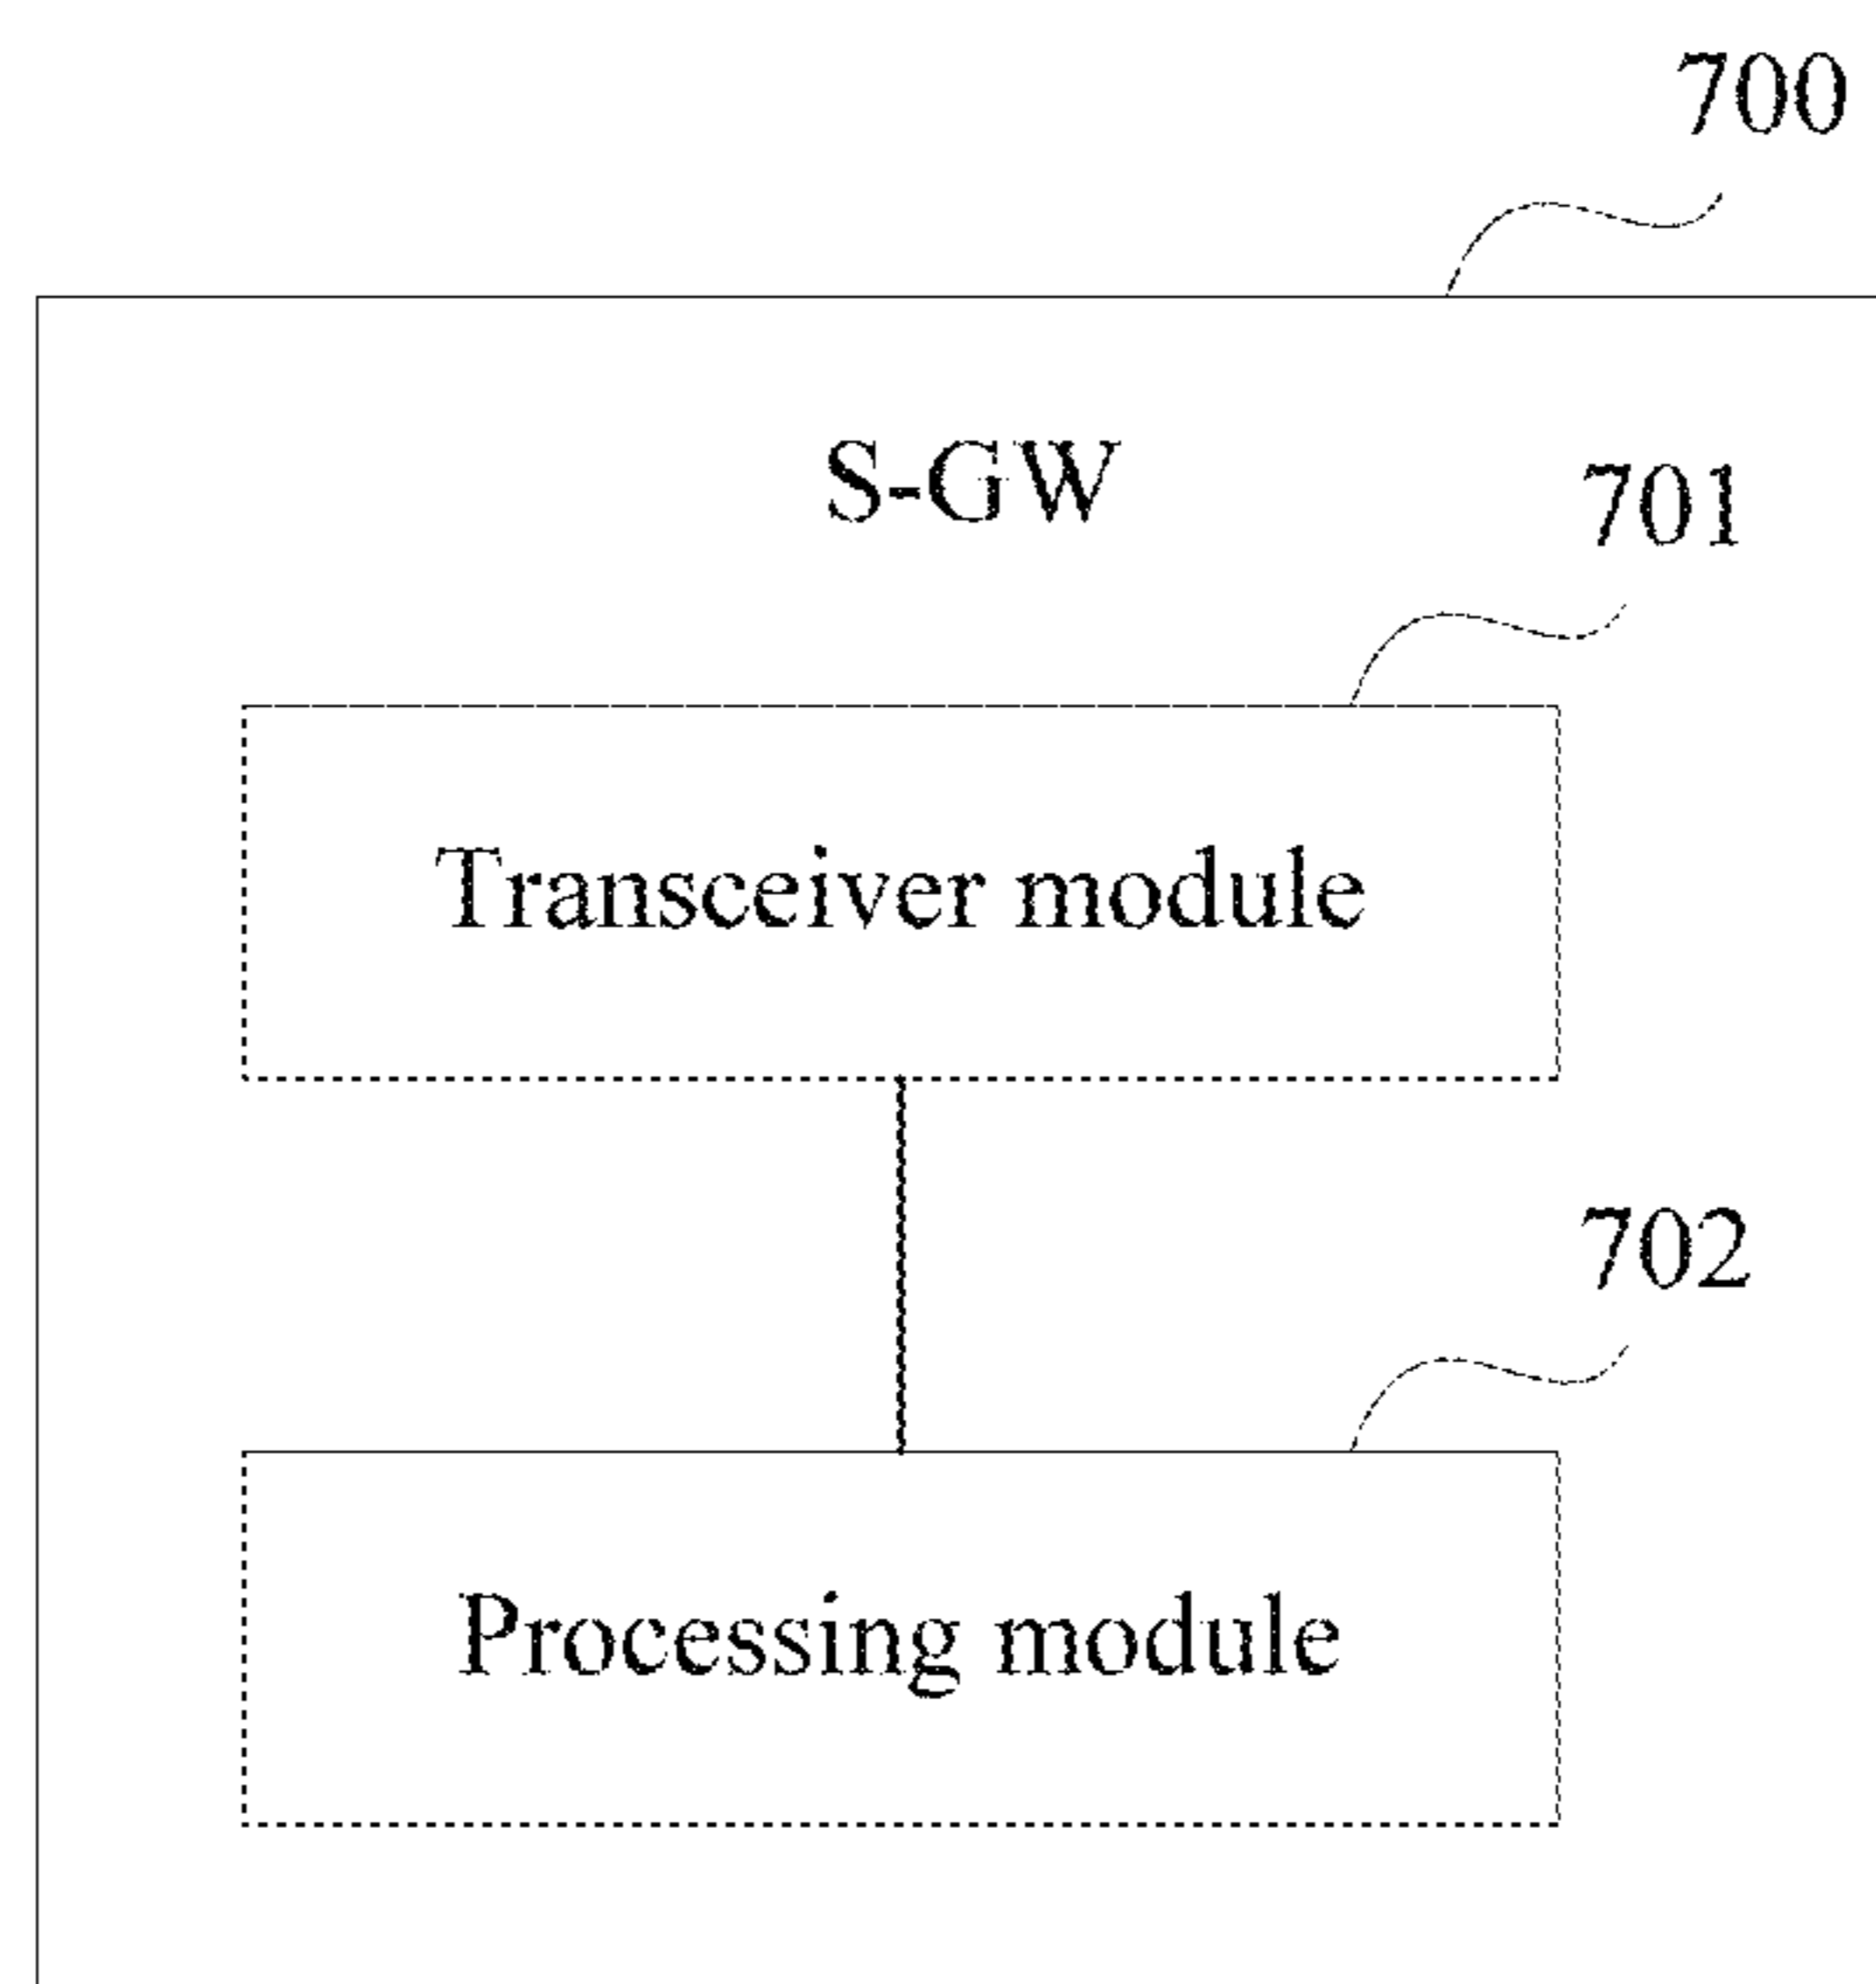 700
S-GW
701
Transceiver module
702
Processing module